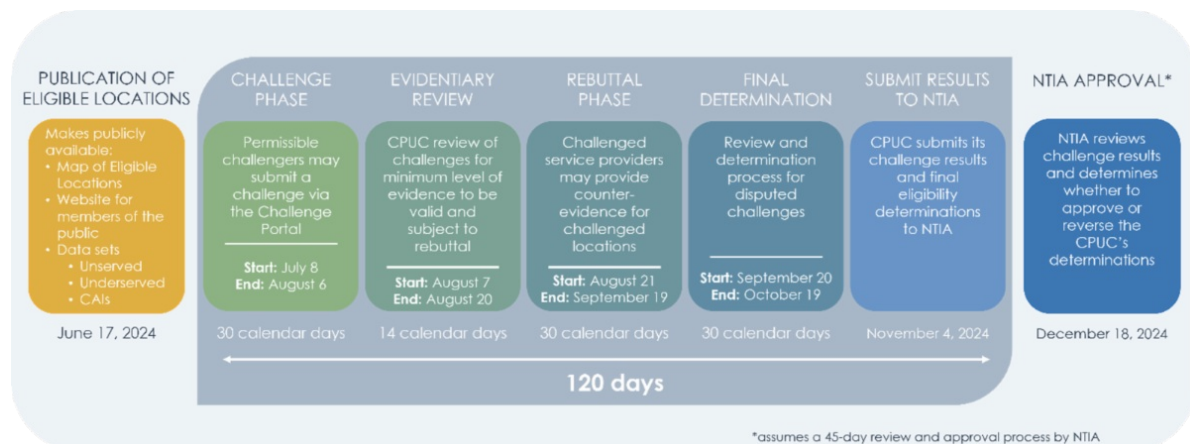 PUBLICATION OF
ELIGIBLE LOCATIONS
Makes publicly
available:
• Map of Eligible
Locations
• Website for
members of the
public
• Data sets
• Unserved
• Underserved
• CAIs
June 17, 2024
CHALLENGE
PHASE
Permissible
challengers may
submit a
challenge via
the Challenge
Portal
Start: July 8
End: August 6
30 calendar days
EVIDENTIARY
REVIEW
CPUC review of
challenges for
minimum level of
evidence to be
valid and
subject to
rebuttal
Start: August 7
End: August 20
14 calendar days
REBUTTAL
PHASE
Challenged
service providers
may provide
counter-
evidence for
challenged
locations
Start: August 21
End: September 19
30 calendar days
FINAL
DETERMINATION
Review and
determination
process for
disputed
challenges
Start: September 20
End: October 19
30 calendar days
SUBMIT RESULTS
TO NTIA
CPUC submits its
challenge results
and final
eligibility
determinations
to NTIA
November 4, 2024
120 days
NTIA APPROVAL*
NTIA reviews
challenge results
and determines
whether to
approve or
reverse the
CPUC's
determinations
December 18, 2024
*assumes a 45-day review and approval process by NTIA